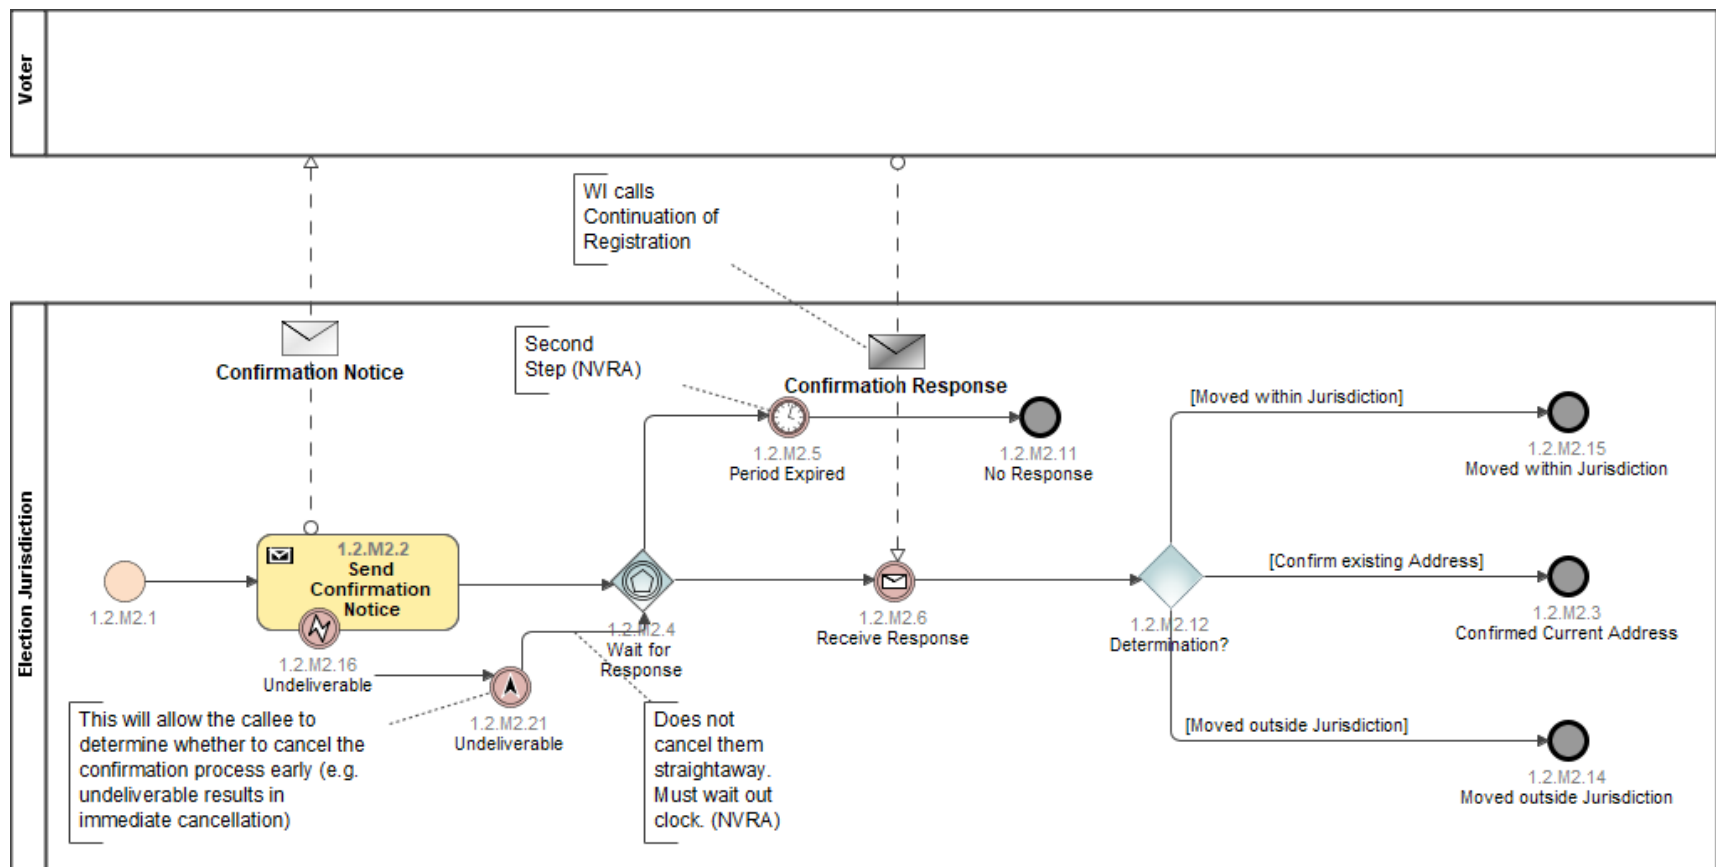 Voter
WI calls
Continuation of
Registration
Election Jurisdiction
Confirmation Notice
Second
Step (NVRA)
Confirmation Response
1.2.M2.5
Period Expired
1.2.M2.11
No Response
[Moved within Jurisdiction]
1.2.M2.15
Moved within Jurisdiction
1.2.M2.1
1.2.M2.2
Send
Confirmation
Notice
1.2.M2.16
Undeliverable
1.2.M2.21
Undeliverable
1.2.M2.4
Wait for
Response
1.2.M2.6
Receive Response
1.2.M2.12
Determination?
[Confirm existing Address]
1.2.M2.3
Confirmed Current Address
[Moved outside Jurisdiction]
1.2.M2.14
Moved outside Jurisdiction
This will allow the callee to
determine whether to cancel the
confirmation process early (e.g.
undeliverable results in
immediate cancellation)
Does not
cancel them
straightaway.
Must wait out
clock. (NVRA)